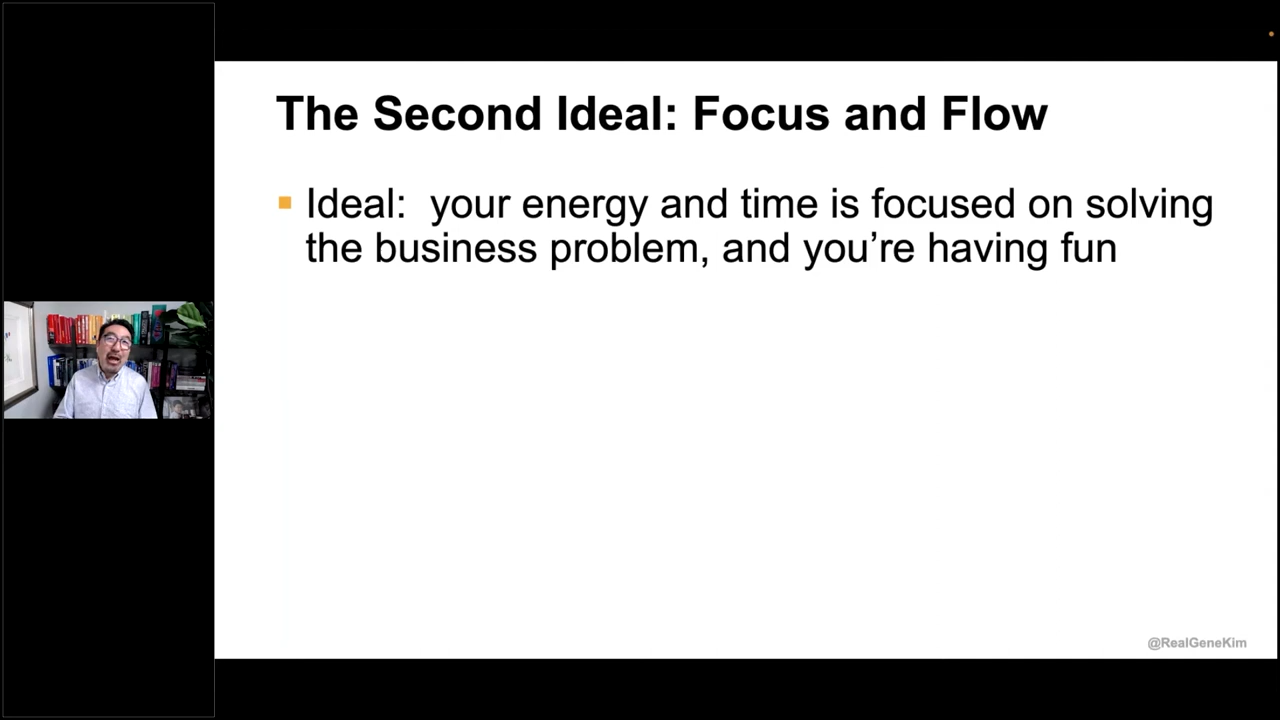 The Second Ideal: Focus and Flow
Ideal:  your energy and time is focused on solving
the business problem, and you’re having fun
@RealGeneKim